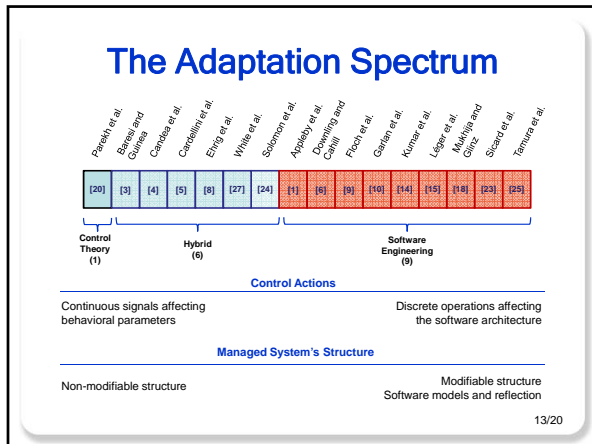 The Adaptation Spectrum
Parekh et al.
Baresi and
Guinea
Candea et al.
Cardellini et al.
Ehrig et al.
White et al.
Solomon et al.
Appleby et al.
Downling and
Cahill
Floch et al.
Garlan et al.
Kumar et al.
Léger et al.
Mukhija and
Glinz
Sicard et al.
Tamura et al.
[20] [3] [4] [5] [8] [27] [24] [1] [6] [9] [10] [14] [15] [18] [23] [25]
Control
Theory
(1)
Hybrid
(6)
Software
Engineering
(9)
Control Actions
Continuous signals affecting
behavioral parameters
Discrete operations affecting
the software architecture
Managed System's Structure
Non-modifiable structure
Modifiable structure
Software models and reflection
13/20